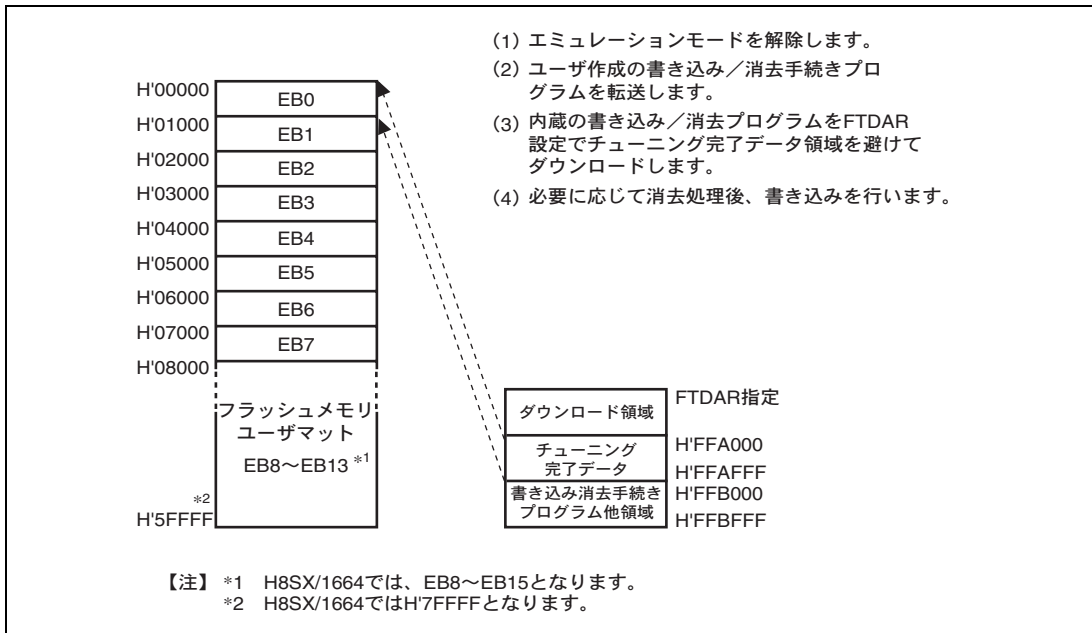 (1) エミュレーションモードを解除します。
(2) ユーザ作成の書き込み／消去手続きプロ
グラムを転送します。
(3) 内蔵の書き込み／消去プログラムをFTDAR
設定でチューニング完了データ領域を避けて
ダウンロードします。
(4) 必要に応じて消去処理後、書き込みを行います。
H'00000
EB0
H'01000
EB1
H'02000
EB2
H'03000
EB3
H'04000
EB4
H'05000
EB5
H'06000
EB6
H'07000
EB7
H'08000
フラッシュメモリ
ユーザマット
EB8～EB13 *1
*2
H'5FFFF
ダウンロード領域
FTDAR指定
チューニング
完了データ
H'FFA000
H'FFAFFF
書き込み消去手続き
プログラム他領域
H'FFB000
H'FFBFFF
【注】 *1 H8SX/1664では、EB8～EB15となります。
*2 H8SX/1664ではH'7FFFFとなります。